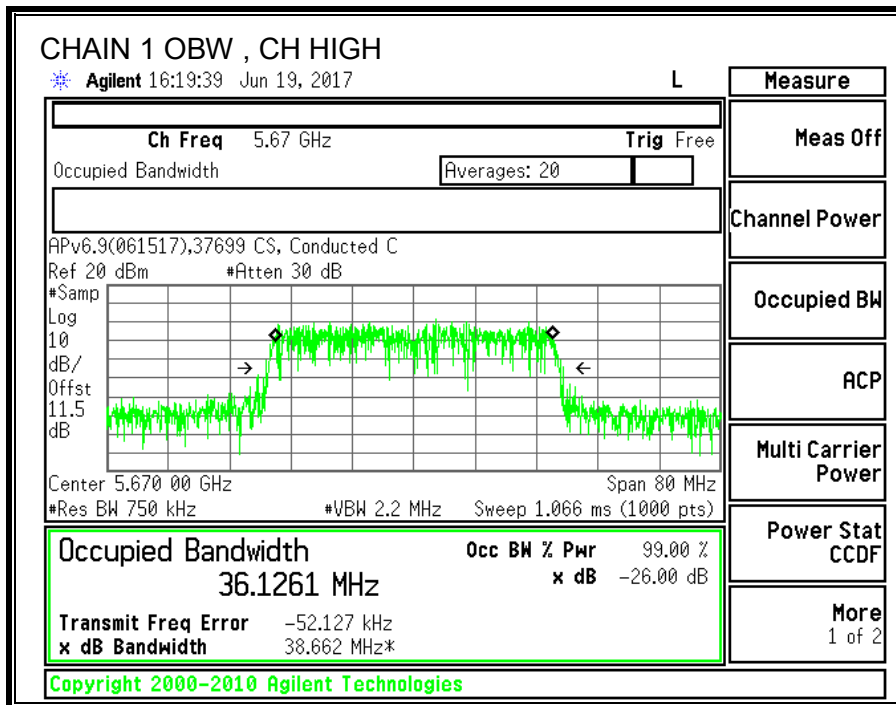 CHAIN 1 OBW , CH HIGH
Agilent 16:19:39 Jun 19, 2017 L
Measure
Ch Freq 5.67 GHz Trig Free
Meas Off
Occupied Bandwidth Averages: 20
Channel Power
APv6.9(061517),37699 CS, Conducted C
Ref 20 dBm #Atten 30 dB
#Samp
Log
10
dB/
Offst
11.5
dB
Occupied BW
ACP
Center 5.670 00 GHz Span 80 MHz
#Res BW 750 kHz #VBW 2.2 MHz Sweep 1.066 ms (1000 pts)
Multi Carrier
Power
Occupied Bandwidth Occ BW % Pwr 99.00 %
36.1261 MHz x dB -26.00 dB
Transmit Freq Error -52.127 kHz
x dB Bandwidth 38.662 MHz*
Power Stat
CCDF
More
1 of 2
Copyright 2000-2010 Agilent Technologies